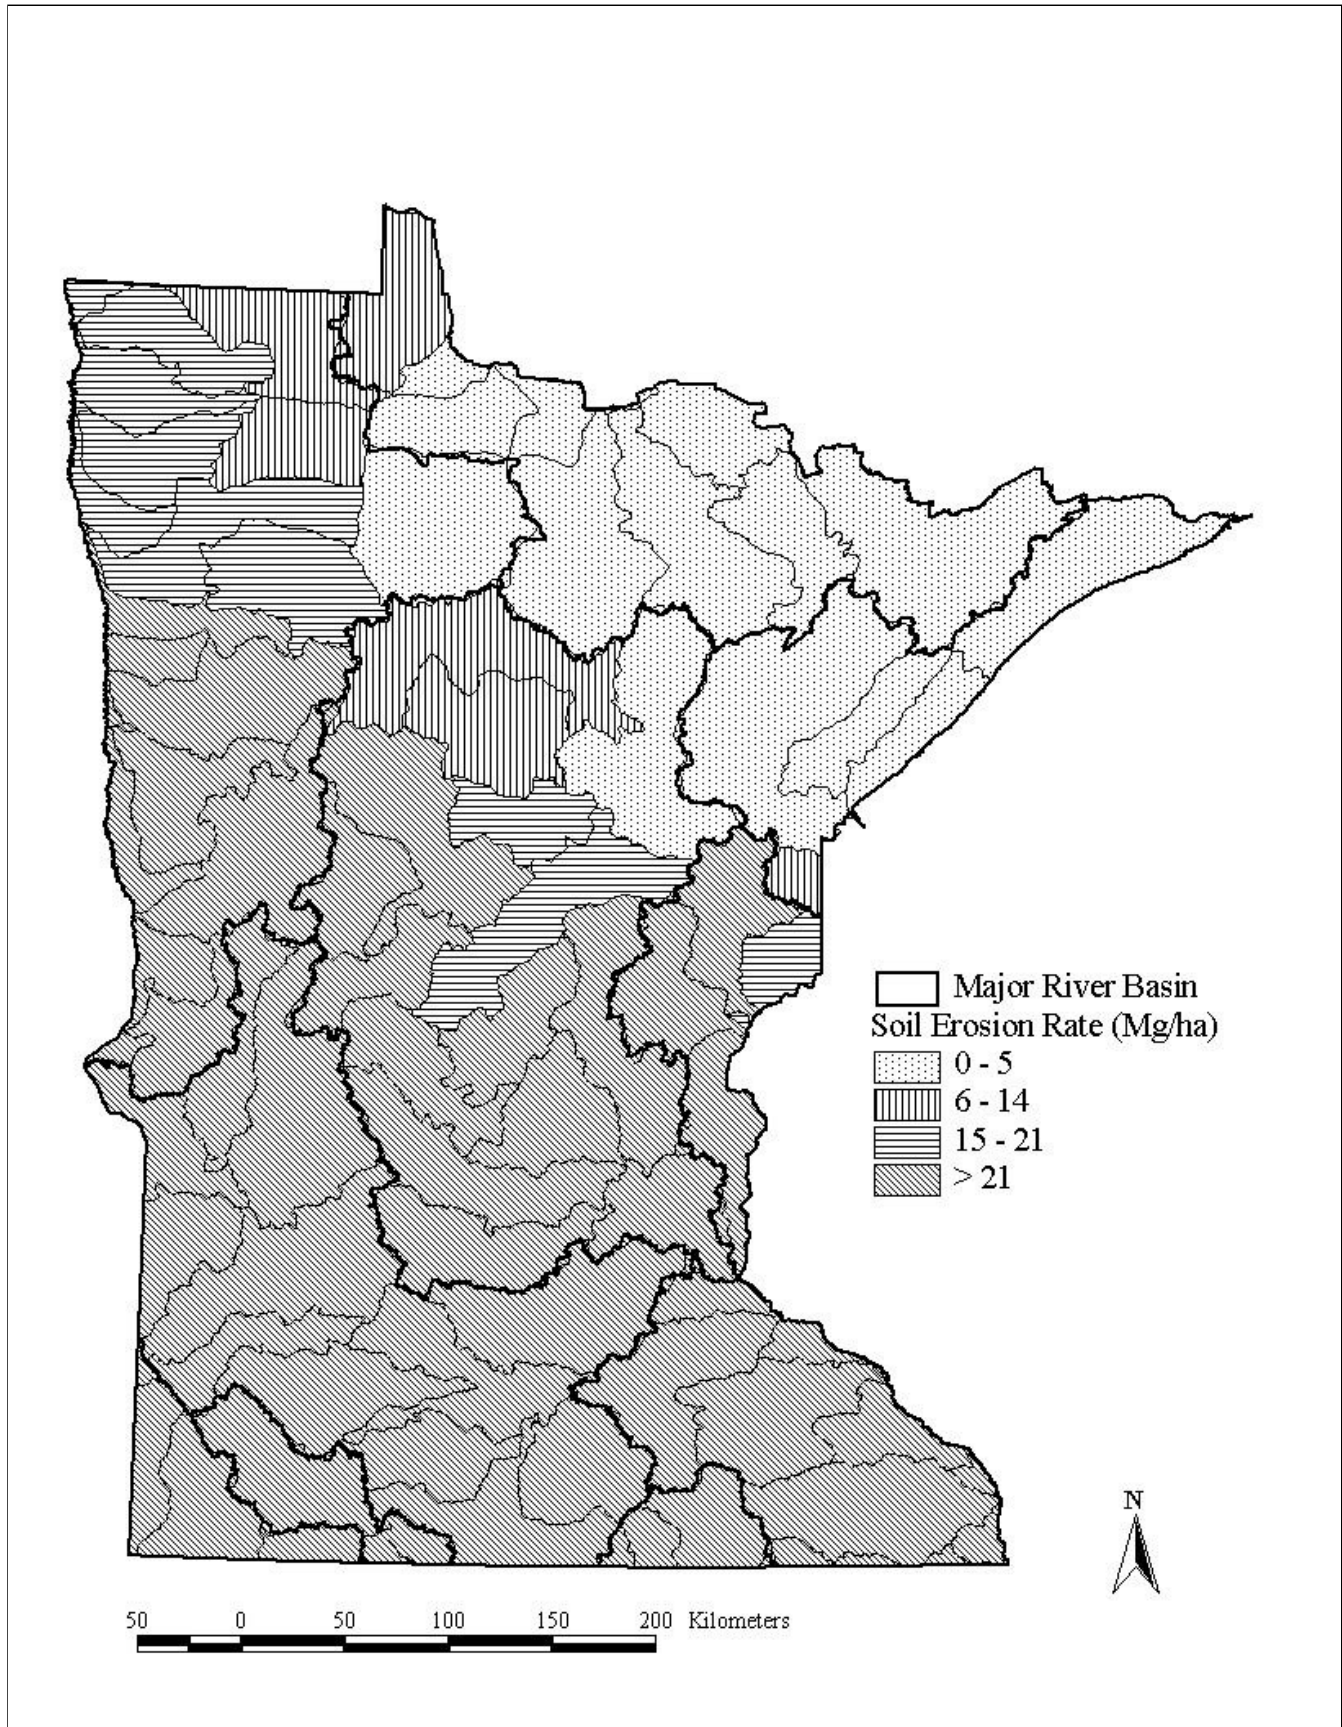 Major River Basin
Soil Erosion Rate (Mg/ha)
0 - 5
6 - 14
15 - 21
> 21
N
50 0 50 100 150 200 Kilometers